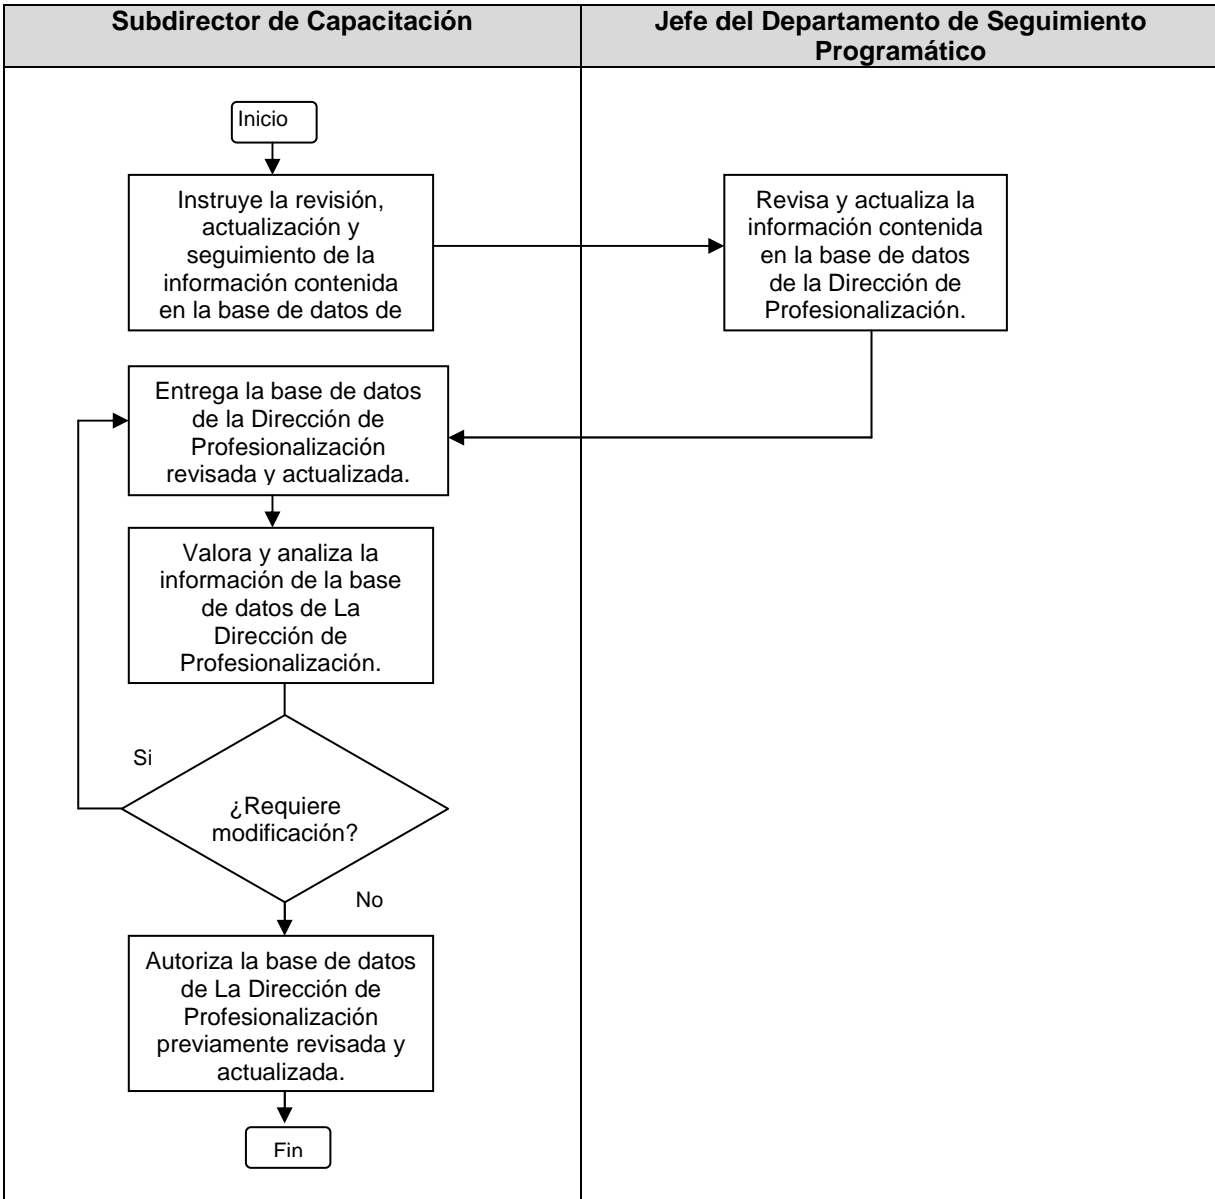 Subdirector de Capacitación
Jefe del Departamento de Seguimiento
Programático
Inicio
Instruye la revisión,
actualización y
seguimiento de la
información contenida
en la base de datos de
Revisa y actualiza la
información contenida
en la base de datos
de la Dirección de
Profesionalización.
Entrega la base de datos
de la Dirección de
Profesionalización
revisada y actualizada.
Valora y analiza la
información de la base
de datos de La
Dirección de
Profesionalización.
Si
¿Requiere
modificación?
No
Autoriza la base de datos
de La Dirección de
Profesionalización
previamente revisada y
actualizada.
Fin